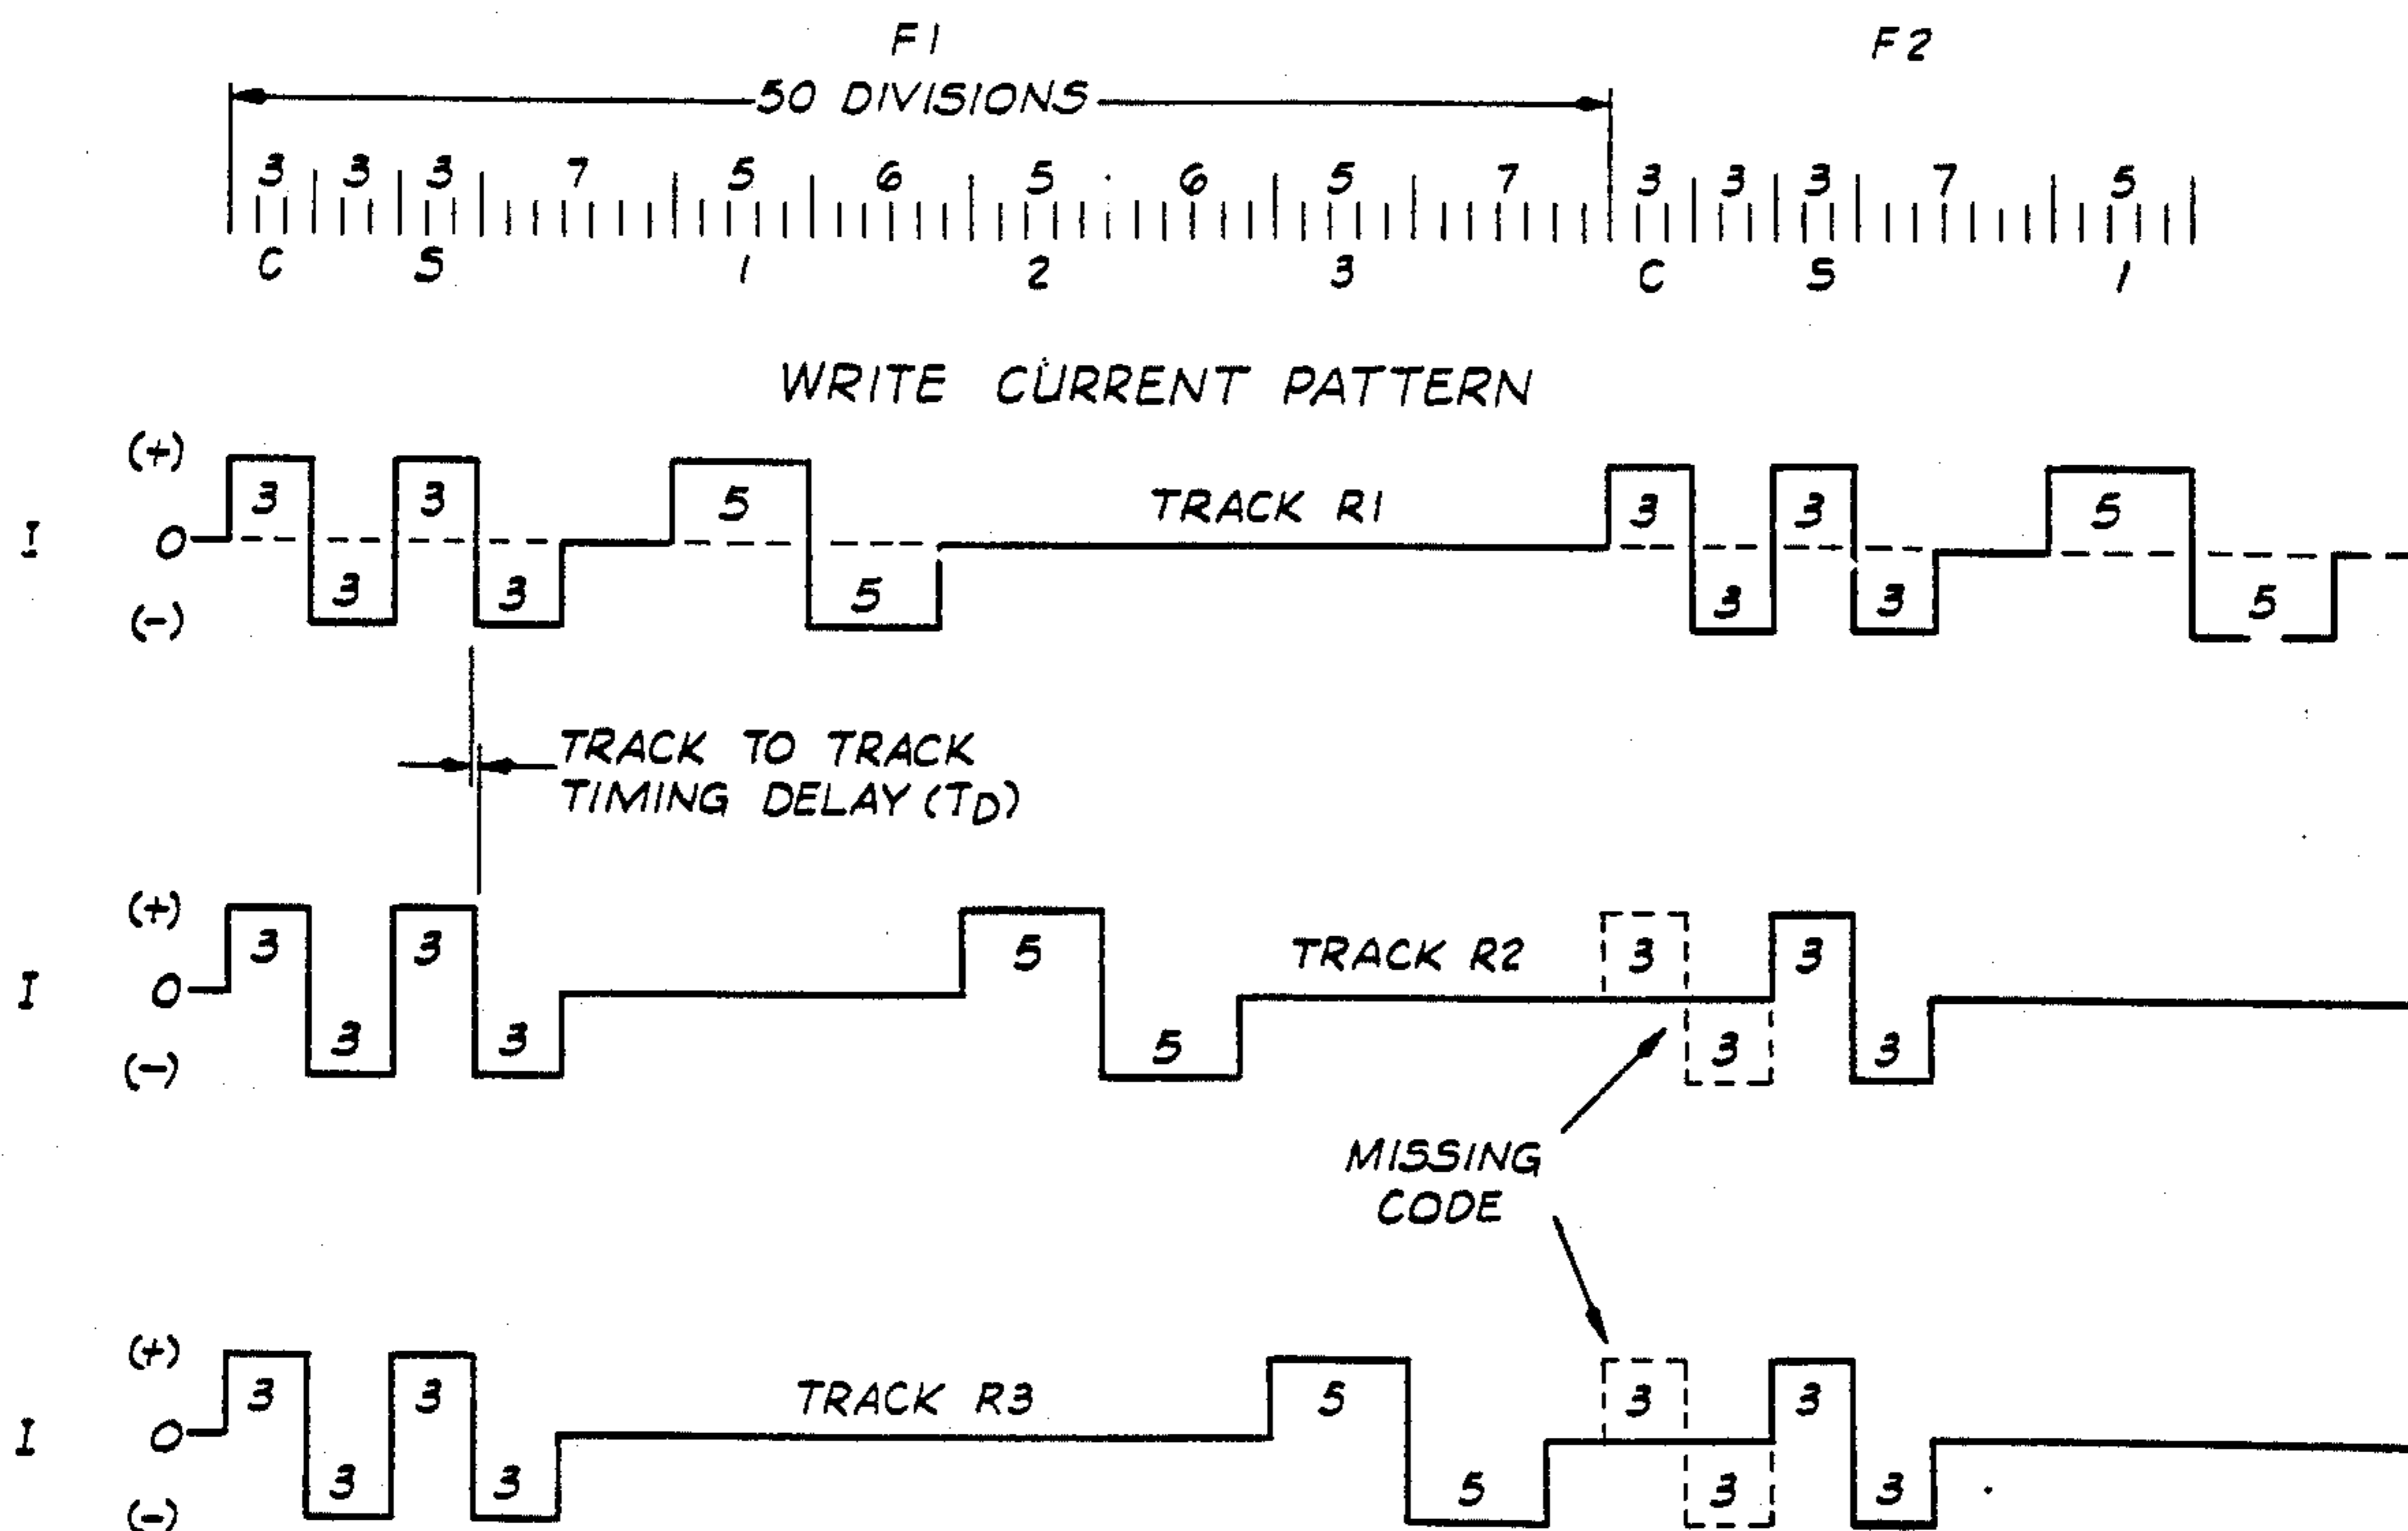 F1
F2
50 DIVISIONS
3 3 3 7 5 6 5 6 5 7 3 3 3 7 5
C S 1 2 3 C S 1
WRITE CURRENT PATTERN
(+)
3 3 5 TRACK R1 3 3 5
I 0
3 3 5 3 3 5
(-)
TRACK TO TRACK
TIMING DELAY (TD)
(+)
3 3 5 TRACK R2 3 3
I 0
3 3 5 3 3
(-)
MISSING
CODE
(+)
3 3 TRACK R3 5 3 3
I 0
3 3 5 3 3
(-)